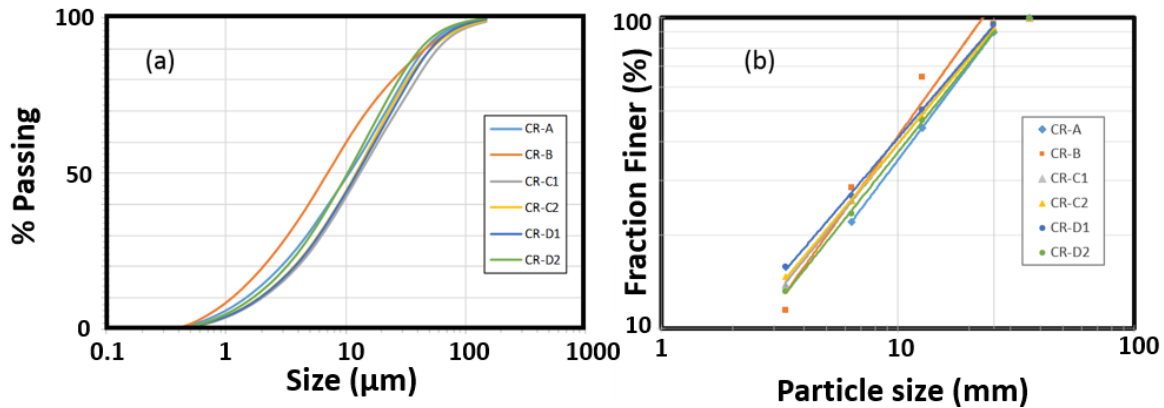 (a)
% Passing
100
50
0
0.1 1 10 100 1000
Size (µm)
CR-A
CR-B
CR-C1
CR-C2
CR-D1
CR-D2
(b)
Fraction Finer (%)
100
10
1 10 100
Particle size (mm)
CR-A
CR-B
CR-C1
CR-C2
CR-D1
CR-D2